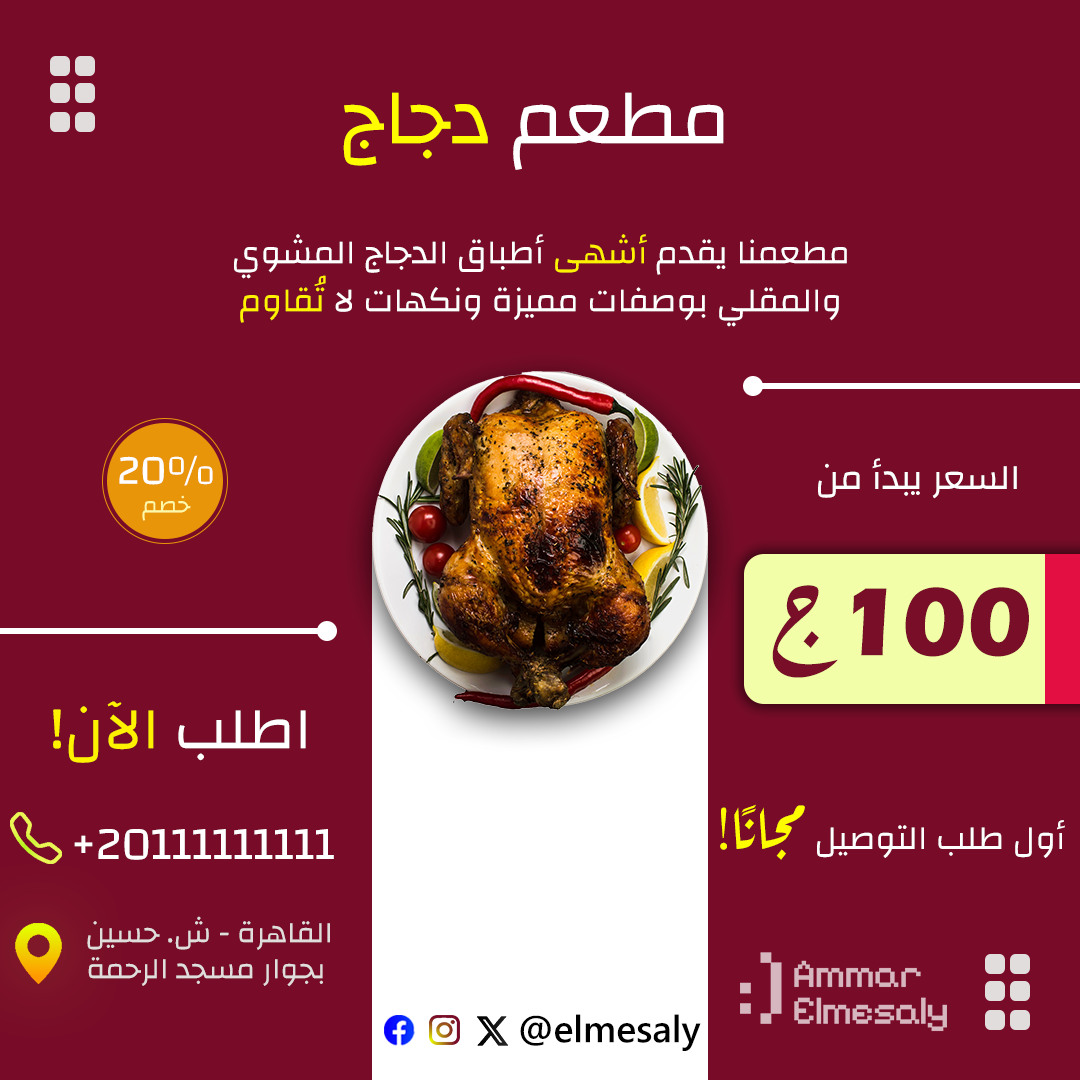 مطعم دجاج
مطعمنا يقدم أشهى أطباق الدجاج المشوي
والمقلي بوصفات مميزة ونكهات لا تُقاوم
السعر يبدأ من
100 ج
20%
خصم
أول طلب التوصيل مجانًا!
اطلب الآن!
+20111111111
القاهرة - ش. حسين
بجوار مسجد الرحمة
@elmesaly
:]
Ammar
Elmesaly